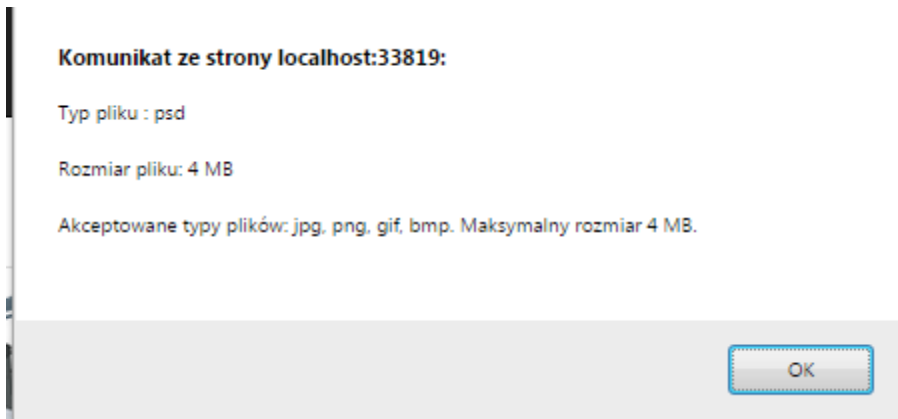 Komunikat ze strony localhost:33819:
Typ pliku : psd
Rozmiar pliku: 4 MB
Akceptowane typy plików: jpg, png, gif, bmp. Maksymalny rozmiar 4 MB.
OK